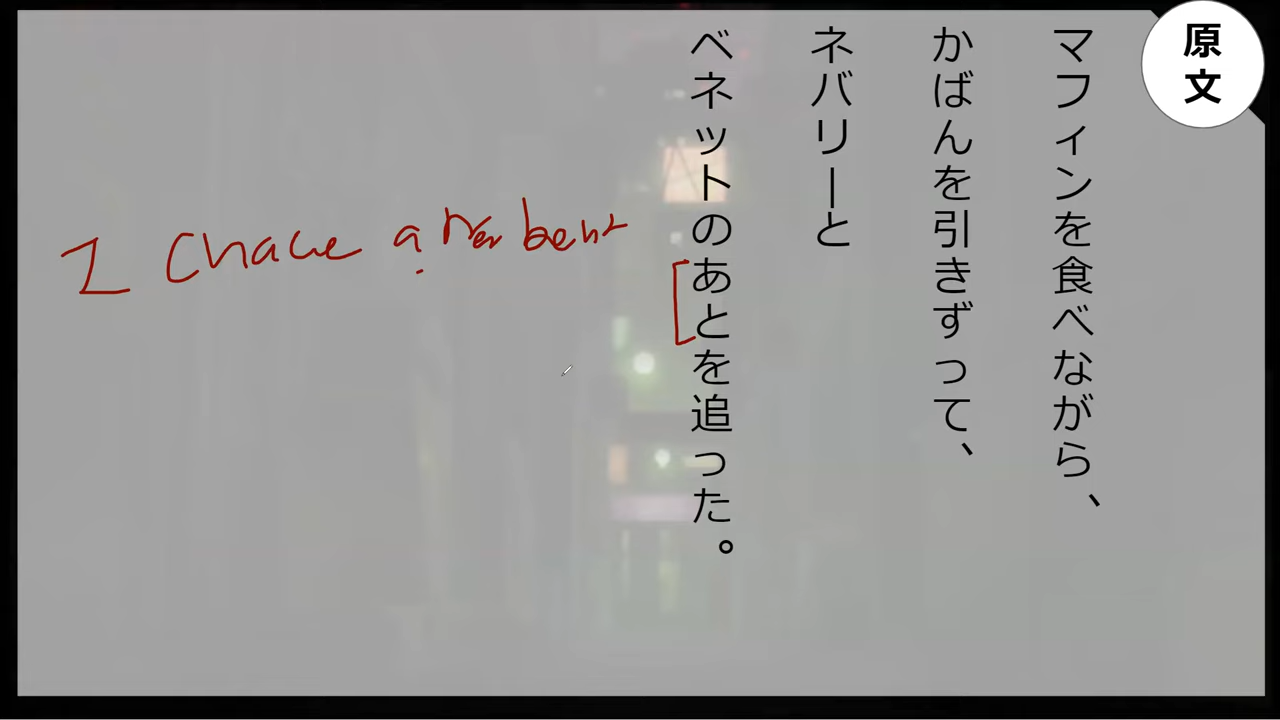 原文
マフィンを食べながら、
かばんを引きずって、
ネバリーと
ベネットのあとを追った。
I